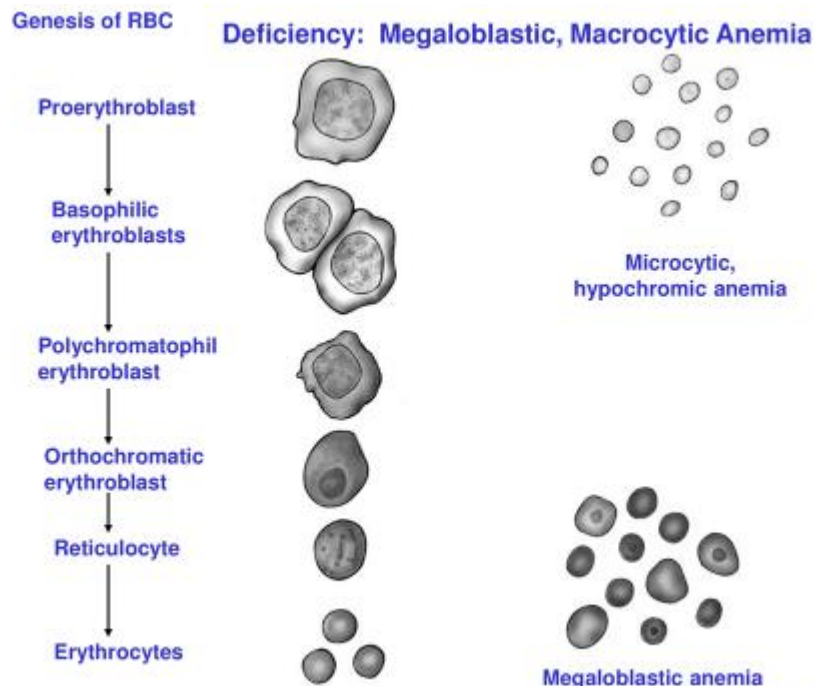 Genesis of RBC
Deficiency: Megaloblastic, Macrocytic Anemia
Proerythroblast
Basophilic
erythroblasts
Polychromatophil
erythroblast
Orthochromatic
erythroblast
Reticulocyte
Erythrocytes
Microcytic,
hypochromic anemia
Megaloblastic anemia